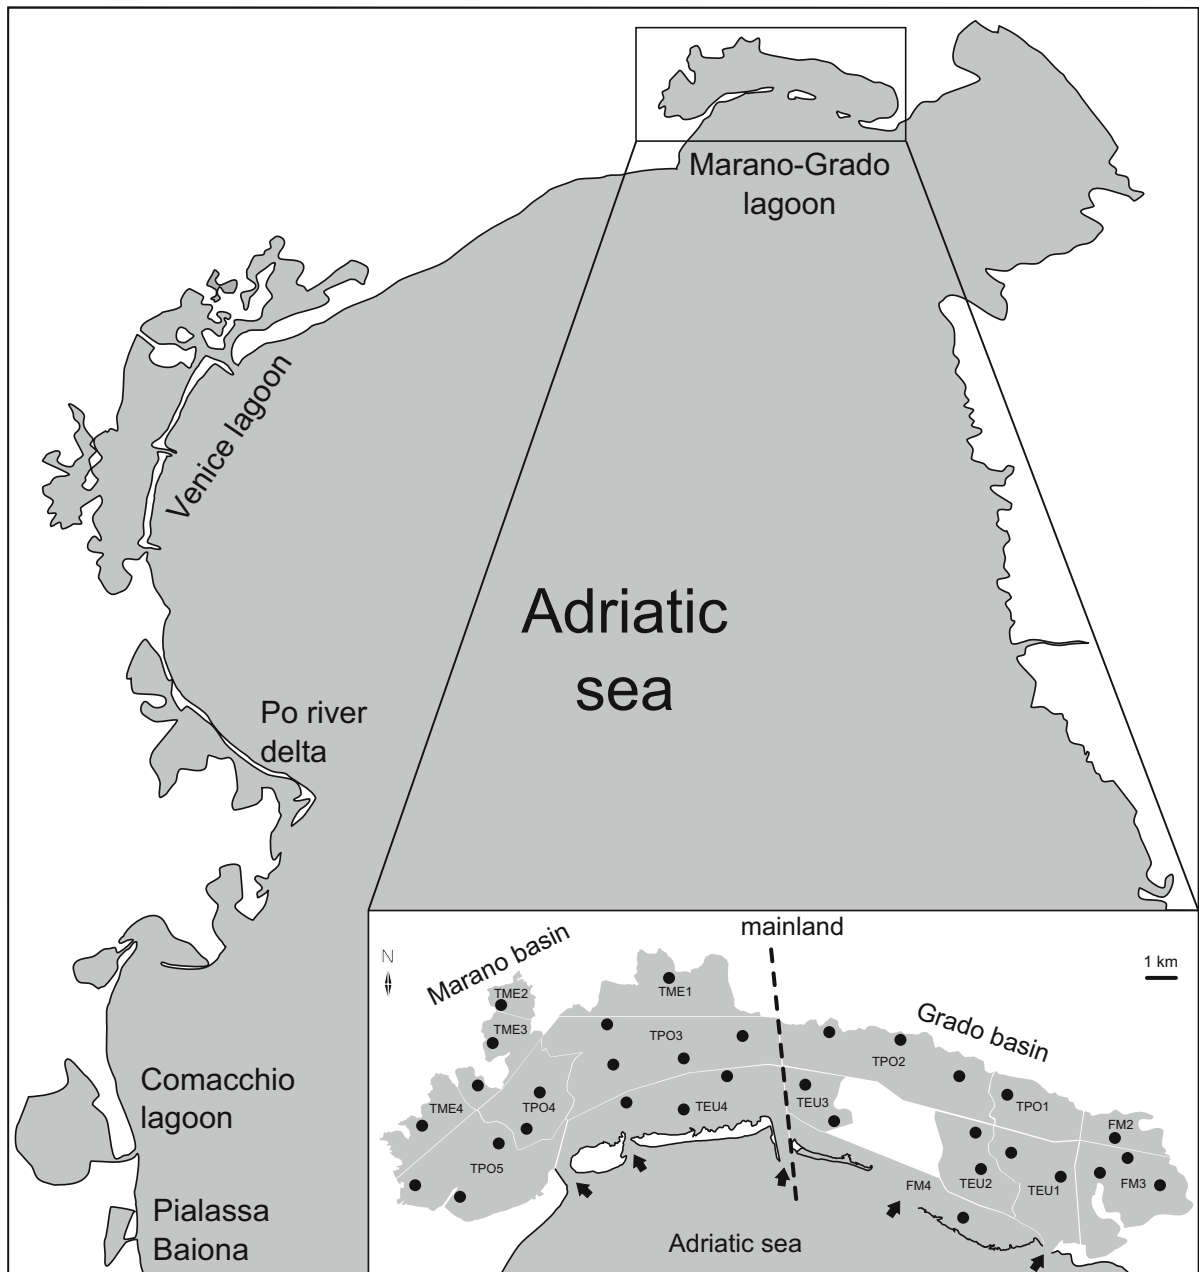 Marano-Grado
lagoon
Venice lagoon
Adriatic
sea
Po river
delta
Comacchio
lagoon
Pialassa
Baiona
mainland
Marano basin
N
1 km
Grado basin
TME2
TME1
TME3
TPO3
TPO2
TME4
TPO4
TEU4
TEU3
TPO1
FM2
TPO5
FM4
TEU2
TEU1
FM3
Adriatic sea